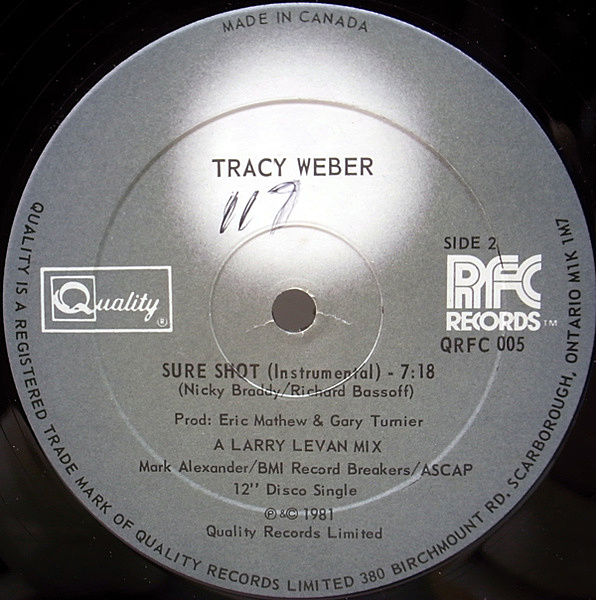 MADE IN CANADA
TRACY WEBER
117
SIDE 2
Quality ®
RFC
RECORDS TM
QRFC 005
SURE SHOT (Instrumental) - 7:18
(Nicky Braddy/Richard Bassoff)
Prod: Eric Mathew & Gary Turnier
A LARRY LEVAN MIX
Mark Alexander/BMI Record Breakers/ASCAP
12" Disco Single
℗ & © 1981
Quality Records Limited
QUALITY IS A REGISTERED TRADE MARK OF QUALITY RECORDS LIMITED 380 BIRCHMOUNT RD. SCARBOROUGH, ONTARIO M1K 1M7